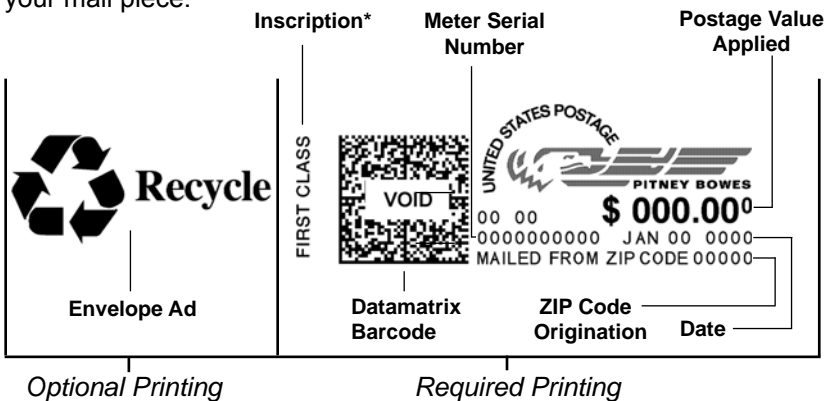 your mail piece.
Inscription*
Meter Serial
Number
Postage Value
Applied
UNITED STATES POSTAGE
Recycle
FIRST CLASS
VOID
PITNEY BOWES
00 00
$ 000.00⁰
0000000000 JAN 00 0000
MAILED FROM ZIP CODE 00000
Envelope Ad
Datamatrix
Barcode
ZIP Code
Origination
Date
Optional Printing
Required Printing